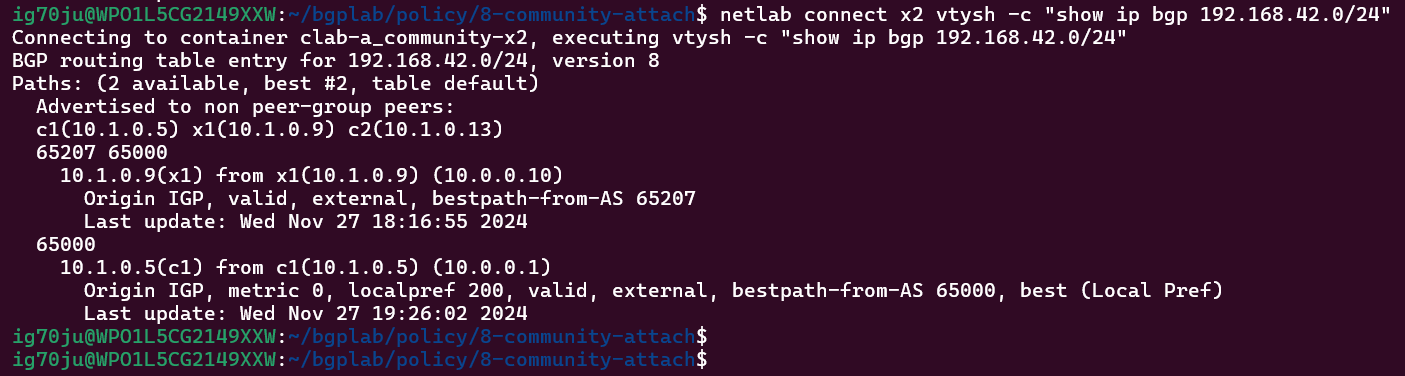 ig70ju@WPO1L5CG2149XXW:~/bgplab/policy/8-community-attach$ netlab connect x2 vtysh -c "show ip bgp 192.168.42.0/24"
Connecting to container clab-a_community-x2, executing vtysh -c "show ip bgp 192.168.42.0/24"
BGP routing table entry for 192.168.42.0/24, version 8
Paths: (2 available, best #2, table default)
  Advertised to non peer-group peers:
  c1(10.1.0.5) x1(10.1.0.9) c2(10.1.0.13)
  65207 65000
    10.1.0.9(x1) from x1(10.1.0.9) (10.0.0.10)
      Origin IGP, valid, external, bestpath-from-AS 65207
      Last update: Wed Nov 27 18:16:55 2024
  65000
    10.1.0.5(c1) from c1(10.1.0.5) (10.0.0.1)
      Origin IGP, metric 0, localpref 200, valid, external, bestpath-from-AS 65000, best (Local Pref)
      Last update: Wed Nov 27 19:26:02 2024
ig70ju@WPO1L5CG2149XXW:~/bgplab/policy/8-community-attach$
ig70ju@WPO1L5CG2149XXW:~/bgplab/policy/8-community-attach$